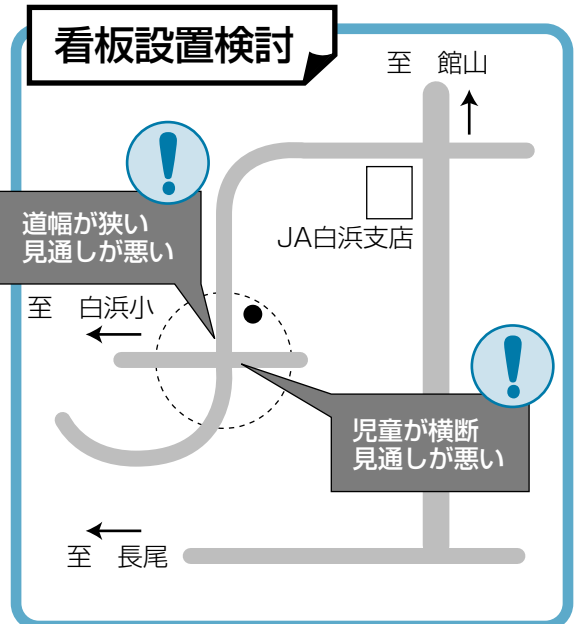 看板設置検討
至　館山
JA白浜支店
道幅が狭い
見通しが悪い
至　白浜小
児童が横断
見通しが悪い
至　長尾